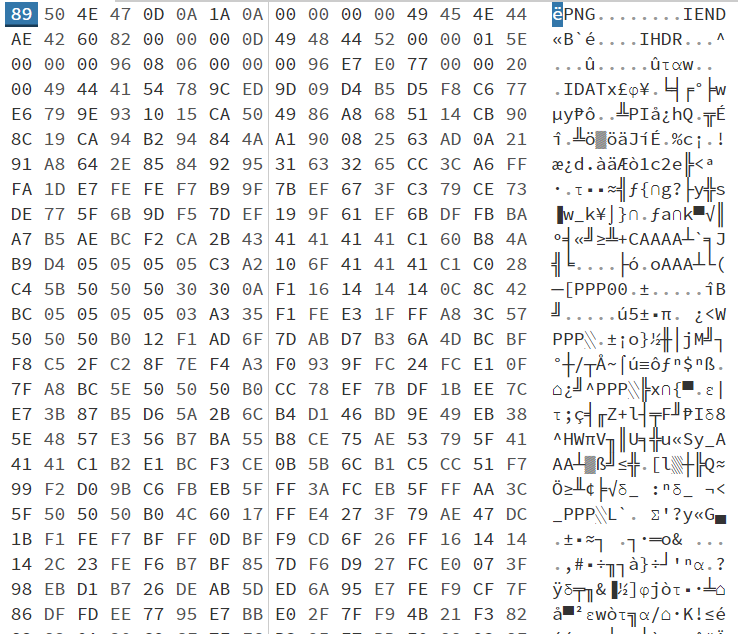 89 50 4E 47 0D 0A 1A 0A 00 00 00 00 49 45 4E 44 ëPNG........IEND
AE 42 60 82 00 00 00 0D 49 48 44 52 00 00 01 5E «B`é....IHDR...^
00 00 00 96 08 06 00 00 00 96 E7 E0 77 00 00 20 ...û.....ûταw..
00 49 44 41 54 78 9C ED 9D 09 D4 B5 D5 F8 C6 77 .IDATx£φ¥.╘╡╒°╞w
E6 79 9E 93 10 15 CA 50 49 86 A8 68 51 14 CB 90 µy₧ô..╩PIå¿hQ.╦É
8C 19 CA 94 B2 94 84 4A A1 90 08 25 63 AD 0A 21 î.╩ö▓öäJíÉ.%c¡.!
91 A8 64 2E 85 84 92 95 31 63 32 65 CC 3C A6 FF æ¿d.àäÆò1c2e╠<ª
FA 1D E7 FE FE F7 B9 9F 7B EF 67 3F C3 79 CE 73 ·.τ■■≈╣ƒ{∩g?├y╬s
DE 77 5F 6B 9D F5 7D EF 19 9F 61 EF 6B DF FB BA ▐w_k¥⌡}∩.ƒa∩k▀√║
A7 B5 AE BC F2 CA 2B 43 41 41 41 41 C1 60 B8 4A º╡«╝≥╩+CAAAA┴`╕J
B9 D4 05 05 05 05 C3 A2 10 6F 41 41 41 C1 C0 28 ╣╘....├ó.oAAA┴└(
C4 5B 50 50 50 30 30 0A F1 16 14 14 14 0C 8C 42 ─[PPP00.±.....îB
BC 05 05 05 05 03 A3 35 F1 FE E3 1F FF A8 3C 57 ╝.....ú5±■π. ¿<W
50 50 50 B0 12 F1 AD 6F 7D AB D7 B3 6A 4D BC BF PPP░.±¡o}½╫│jM╝┐
F8 C5 2F C2 8F 7E F4 A3 F0 93 9F FC 24 FC E1 0F °┼/┬Å~⌠ú≡ôƒⁿ$ⁿß.
7F A8 BC 5E 50 50 50 B0 CC 78 EF 7B DF 1B EE 7C ⌂¿╝^PPP░╠x∩{▀.ε|
E7 3B 87 B5 D6 5A 2B 6C B4 D1 46 BD 9E 49 EB 38 τ;ç╡╓Z+l┤╤F╜₧Iδ8
5E 48 57 E3 56 B7 BA 55 B8 CE 75 AE 53 79 5F 41 ^HWπV╖║U╕╬u«Sy_A
41 41 C1 B2 E1 BC F3 CE 0B 5B 6C B1 C5 CC 51 F7 AA┴▓ß╝≤╬.[l▒┼╠Q≈
99 F2 D0 9B C6 FB EB 5F FF 3A FC EB 5F FF AA 3C Ö≥╨¢╞√δ_ :ⁿδ_ ¬<
5F 50 50 50 B0 4C 60 17 FF E4 27 3F 79 AE 47 DC _PPP░L`. Σ'?y«G▄
1B F1 FE F7 BF FF 0D BF F9 CD 6F 26 FF 16 14 14 .±■≈┐ .┐∙═o& ...
14 2C 23 FE F6 B7 BF 85 7D F6 D9 27 FC E0 07 3F .,#■÷╖┐à}÷┘'ⁿα.?
98 EB D1 B7 26 DE AB 5D ED 6A 95 E7 FE F9 CF 7F ÿδ╤╖&▐½]φjòτ■∙╧⌂
86 DF FD EE 77 95 E7 BB E0 2F 7F F9 4B 21 F3 82 å▀²εwòτ╗α/⌂∙K!≤é